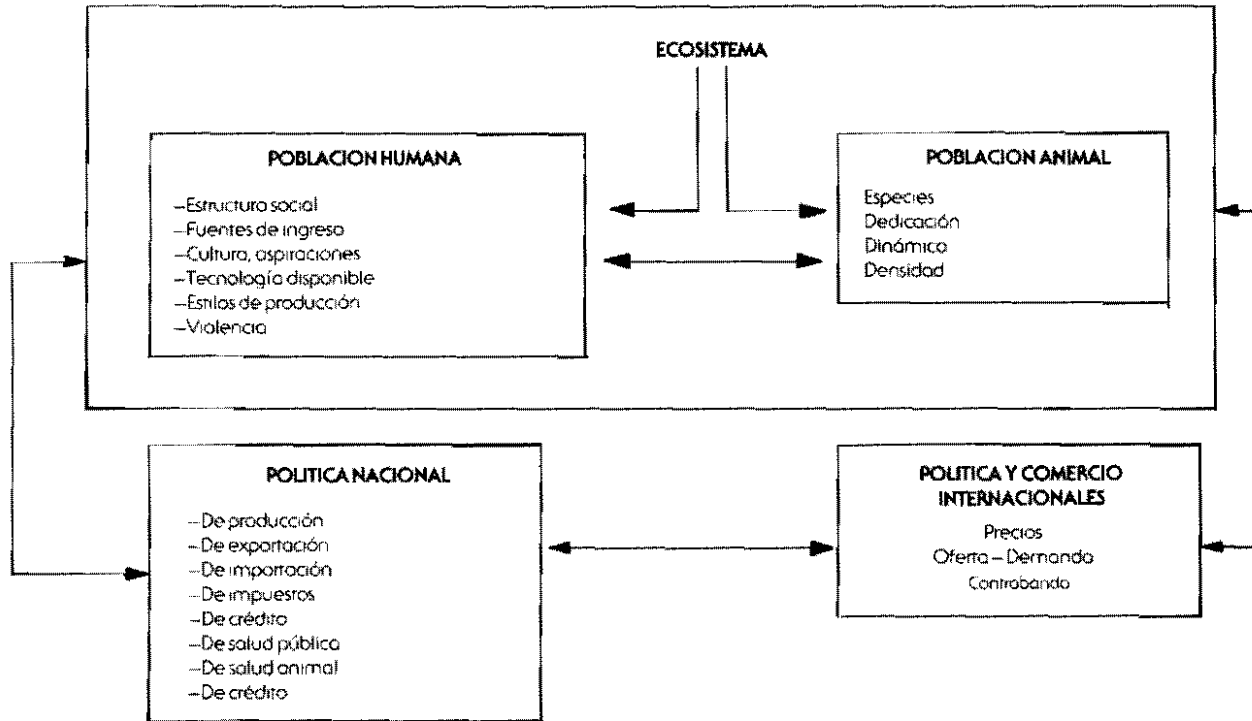 ECOSISTEMA
POBLACION HUMANA
–Estructura social
–Fuentes de ingreso
–Cultura, aspiraciones
–Tecnología disponible
–Estilos de producción
–Violencia
POBLACION ANIMAL
Especies
Dedicación
Dinámica
Densidad
POLITICA NACIONAL
–De producción
–De exportación
–De importación
–De impuestos
–De crédito
–De salud pública
–De salud animal
–De crédito
POLITICA Y COMERCIO
INTERNACIONALES
Precios
Oferta – Demanda
Contrabando